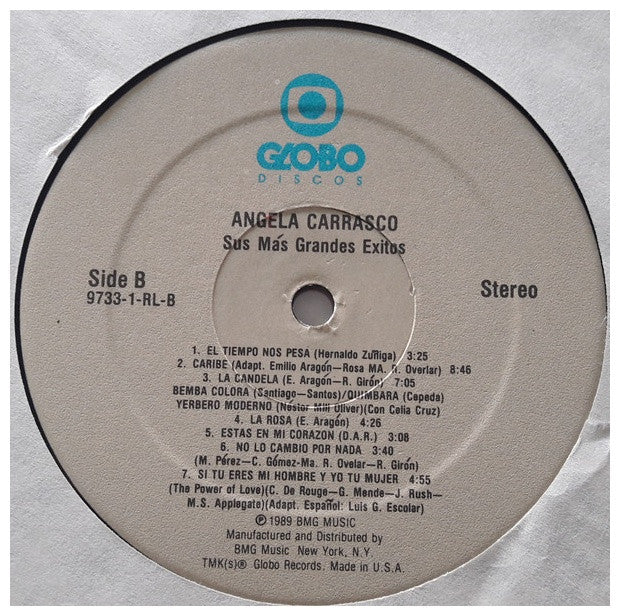 GLOBO
DISCOS
ANGELA CARRASCO
Sus Más Grandes Exitos
Side B
9733-1-RL-B
Stereo
1. EL TIEMPO NOS PESA (Hernaldo Zuñiga) 3:25
2. CARIBE (Adapt. Emilio Aragón—Rosa MA. R. Overlar) 8:46
3. LA CANDELA (E. Aragón—R. Girón) 7:05
BEMBA COLORA (Santiago—Santos)/QUIMBARA (Cepeda)
YERBERO MODERNO (Néstor Mill Oliver)(Con Celia Cruz)
4. LA ROSA (E. Aragón) 4:26
5. ESTAS EN MI CORAZON (D.A.R.) 3:08
6. NO LO CAMBIO POR NADA 3:40
(M. Pérez—C. Gómez-Ma. R. Ovelar—R. Girón)
7. SI TU ERES MI HOMBRE Y YO TU MUJER 4:55
(The Power of Love)(C. De Rouge—G. Mende—J. Rush—
M.S. Applegate)(Adapt. Español: Luis G. Escolar)
℗ 1989 BMG MUSIC
Manufactured and Distributed by
BMG Music New York, N.Y.
TMK(s)® Globo Records. Made in U.S.A.